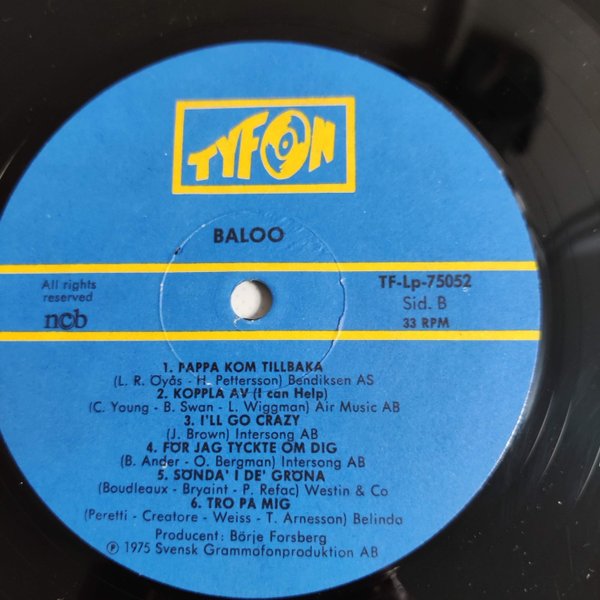 TYFON
BALOO
All rights
reserved
ncb
TF-Lp-75052
Sid. B
33 RPM
1. PAPPA KOM TILLBAKA
(L. R. Öyås - H. Pettersson) Bendiksen AS
2. KOPPLA AV (I can Help)
(C. Young - B. Swan - L. Wiggman) Air Music AB
3. I'LL GO CRAZY
(J. Brown) Intersong AB
4. FÖR JAG TYCKTE OM DIG
(B. Ander - O. Bergman) Intersong AB
5. SÖNDA' I DE' GRÖNA
(Boudleaux - Bryaint - P. Refac) Westin & Co
6. TRO PÅ MIG
(Peretti - Creatore - Weiss - T. Arnesson) Belinda
Producent: Börje Forsberg
℗ 1975 Svensk Grammofonproduktion AB